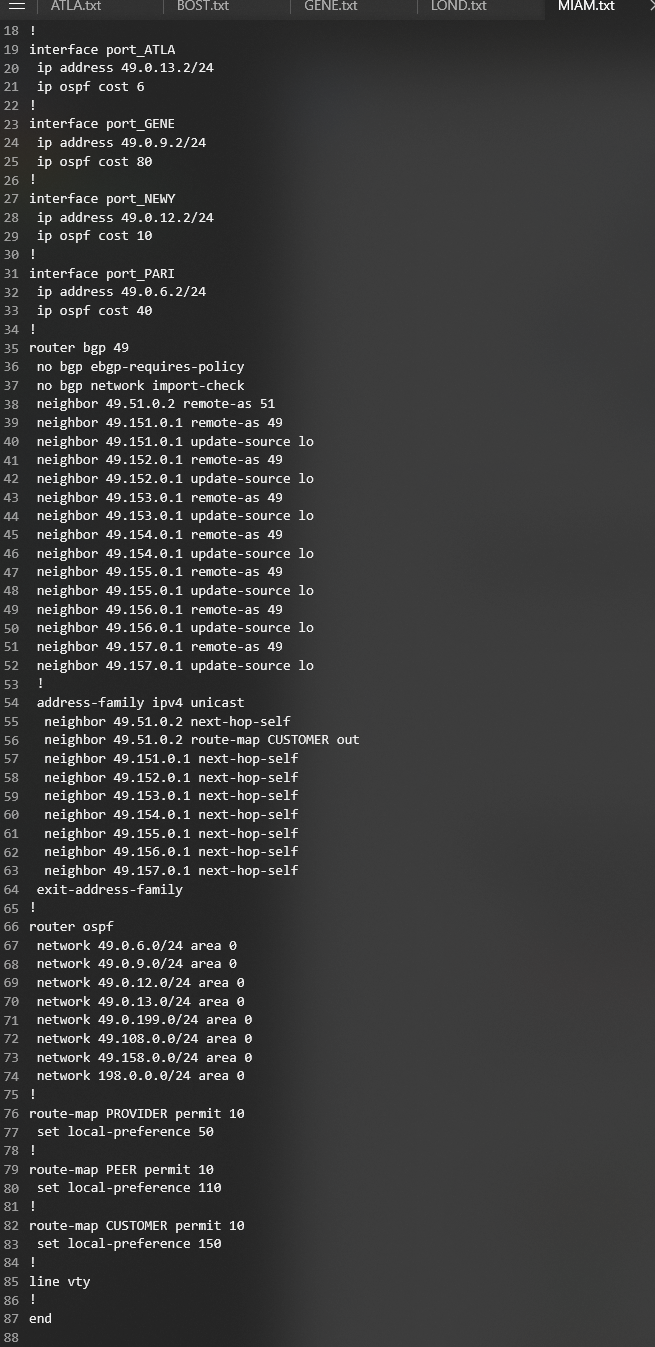 ATLA.txt BOST.txt GENE.txt LOND.txt MIAM.txt
18 !
19 interface port_ATLA
20  ip address 49.0.13.2/24
21  ip ospf cost 6
22 !
23 interface port_GENE
24  ip address 49.0.9.2/24
25  ip ospf cost 80
26 !
27 interface port_NEWY
28  ip address 49.0.12.2/24
29  ip ospf cost 10
30 !
31 interface port_PARI
32  ip address 49.0.6.2/24
33  ip ospf cost 40
34 !
35 router bgp 49
36  no bgp ebgp-requires-policy
37  no bgp network import-check
38  neighbor 49.51.0.2 remote-as 51
39  neighbor 49.151.0.1 remote-as 49
40  neighbor 49.151.0.1 update-source lo
41  neighbor 49.152.0.1 remote-as 49
42  neighbor 49.152.0.1 update-source lo
43  neighbor 49.153.0.1 remote-as 49
44  neighbor 49.153.0.1 update-source lo
45  neighbor 49.154.0.1 remote-as 49
46  neighbor 49.154.0.1 update-source lo
47  neighbor 49.155.0.1 remote-as 49
48  neighbor 49.155.0.1 update-source lo
49  neighbor 49.156.0.1 remote-as 49
50  neighbor 49.156.0.1 update-source lo
51  neighbor 49.157.0.1 remote-as 49
52  neighbor 49.157.0.1 update-source lo
53  !
54  address-family ipv4 unicast
55   neighbor 49.51.0.2 next-hop-self
56   neighbor 49.51.0.2 route-map CUSTOMER out
57   neighbor 49.151.0.1 next-hop-self
58   neighbor 49.152.0.1 next-hop-self
59   neighbor 49.153.0.1 next-hop-self
60   neighbor 49.154.0.1 next-hop-self
61   neighbor 49.155.0.1 next-hop-self
62   neighbor 49.156.0.1 next-hop-self
63   neighbor 49.157.0.1 next-hop-self
64  exit-address-family
65 !
66 router ospf
67  network 49.0.6.0/24 area 0
68  network 49.0.9.0/24 area 0
69  network 49.0.12.0/24 area 0
70  network 49.0.13.0/24 area 0
71  network 49.0.199.0/24 area 0
72  network 49.108.0.0/24 area 0
73  network 49.158.0.0/24 area 0
74  network 198.0.0.0/24 area 0
75 !
76 route-map PROVIDER permit 10
77  set local-preference 50
78 !
79 route-map PEER permit 10
80  set local-preference 110
81 !
82 route-map CUSTOMER permit 10
83  set local-preference 150
84 !
85 line vty
86 !
87 end
88